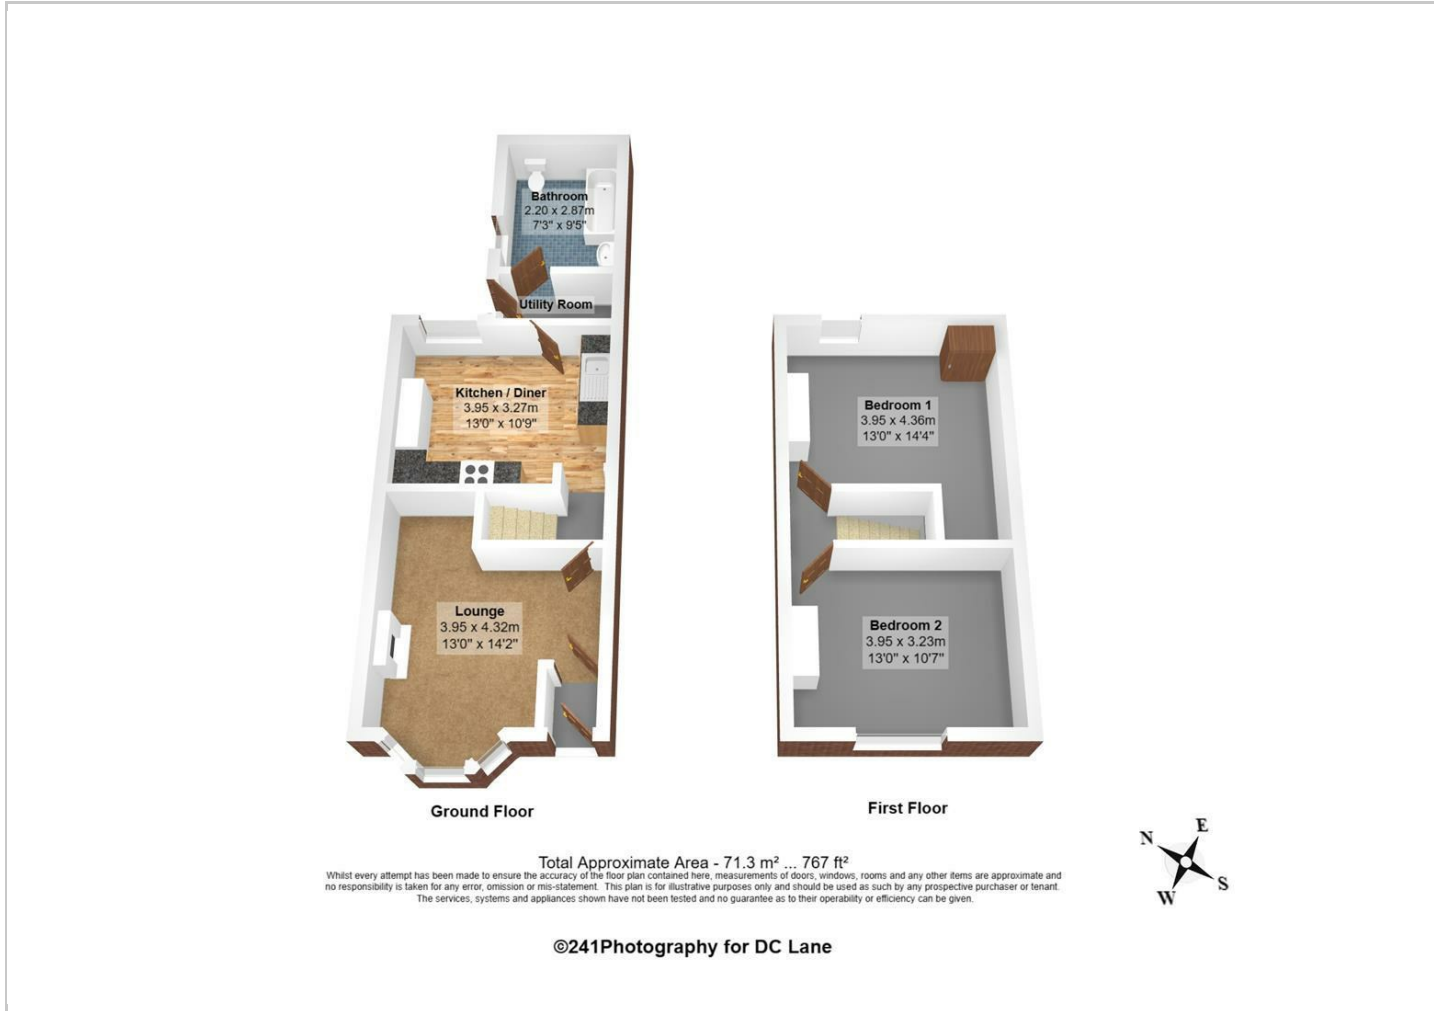 Bathroom
2.20 x 2.87m
7'3" x 9'5"
Utility Room
Kitchen / Diner
3.95 x 3.27m
13'0" x 10'9"
Lounge
3.95 x 4.32m
13'0" x 14'2"
Ground Floor
Bedroom 1
3.95 x 4.36m
13'0" x 14'4"
Bedroom 2
3.95 x 3.23m
13'0" x 10'7"
First Floor
N
E
W
S
Total Approximate Area - 71.3 m² ... 767 ft²
Whilst every attempt has been made to ensure the accuracy of the floor plan contained here, measurements of doors, windows, rooms and any other items are approximate and
no responsibility is taken for any error, omission or mis-statement. This plan is for illustrative purposes only and should be used as such by any prospective purchaser or tenant.
The services, systems and appliances shown have not been tested and no guarantee as to their operability or efficiency can be given.
©241Photography for DC Lane